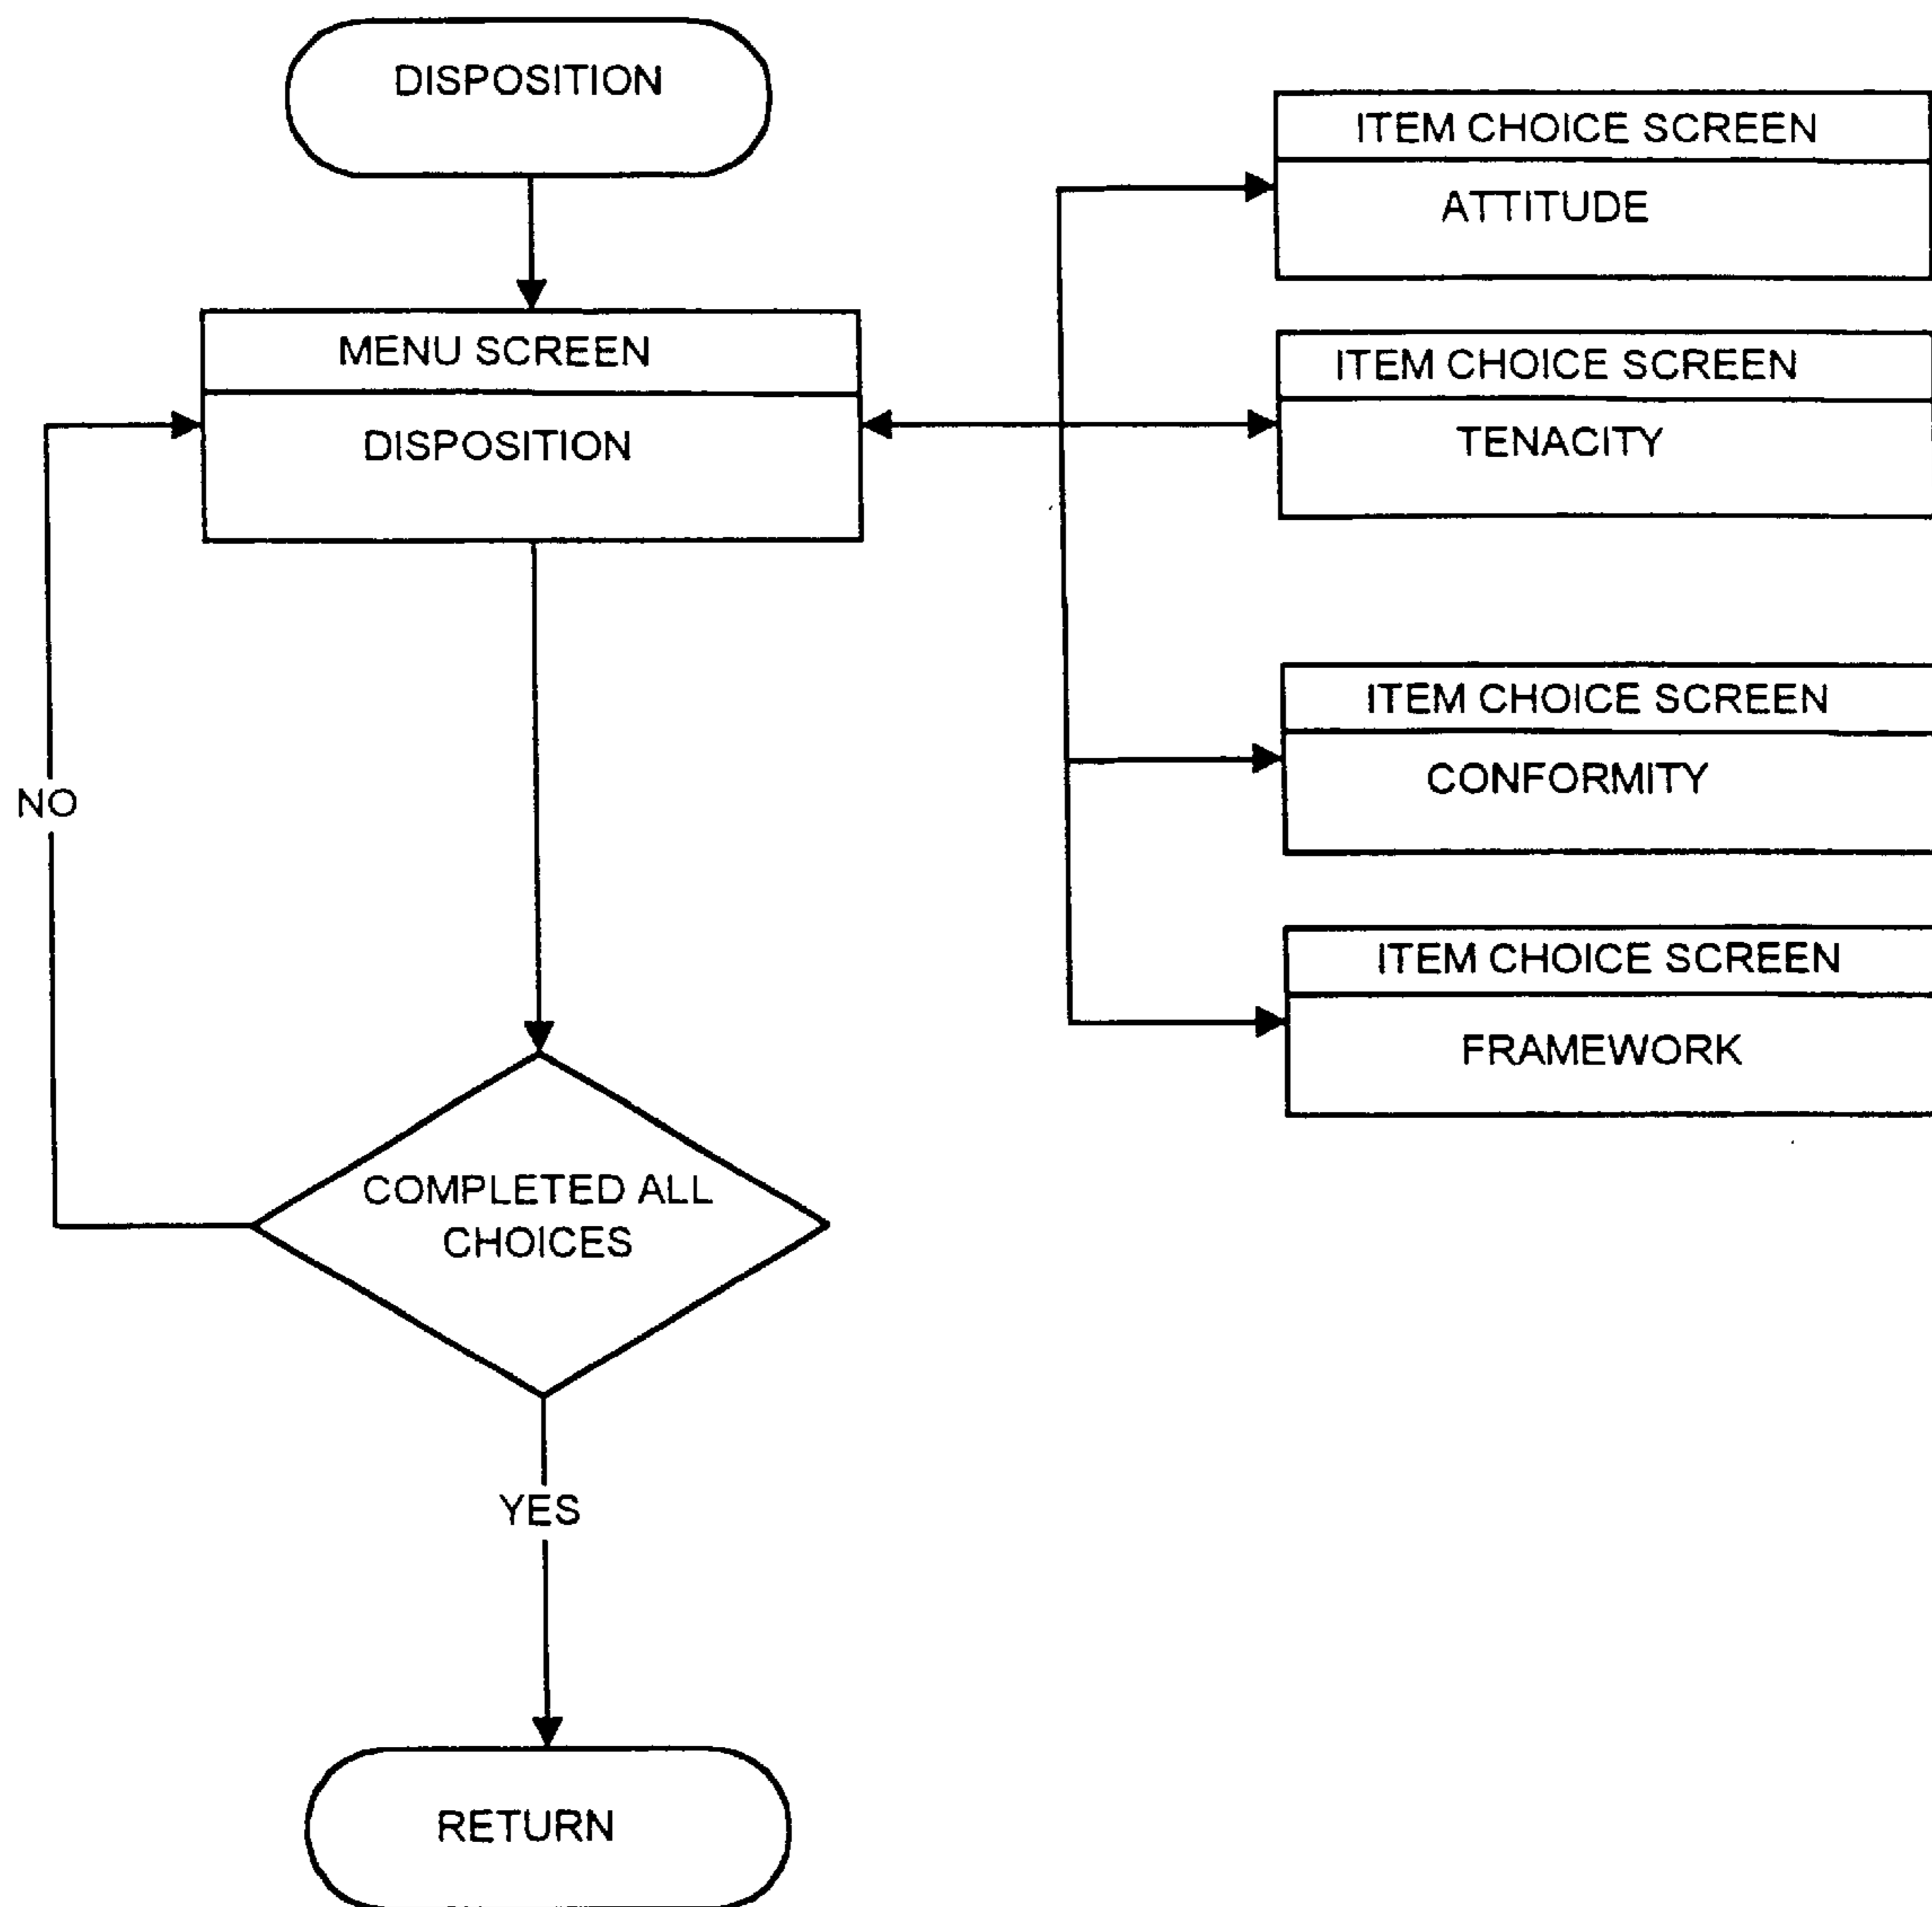 DISPOSITION
MENU SCREEN
DISPOSITION
NO
COMPLETED ALL
CHOICES
YES
RETURN
ITEM CHOICE SCREEN
ATTITUDE
ITEM CHOICE SCREEN
TENACITY
ITEM CHOICE SCREEN
CONFORMITY
ITEM CHOICE SCREEN
FRAMEWORK